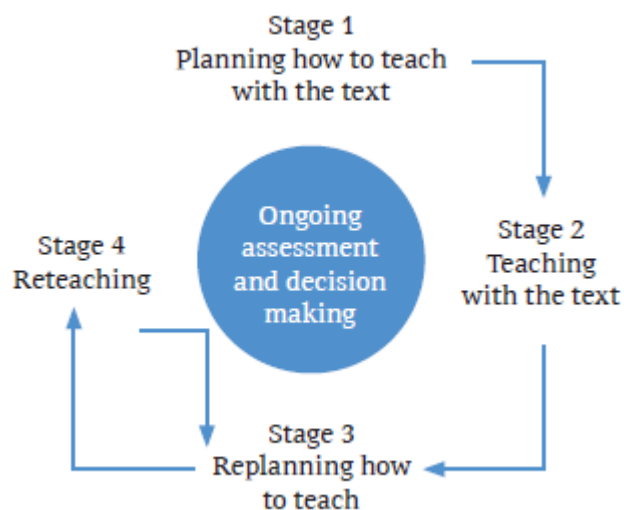 Stage 1
Planning how to teach
with the text
Ongoing
assessment
and decision
making
Stage 2
Teaching
with the text
Stage 4
Reteaching
Stage 3
Replanning how
to teach